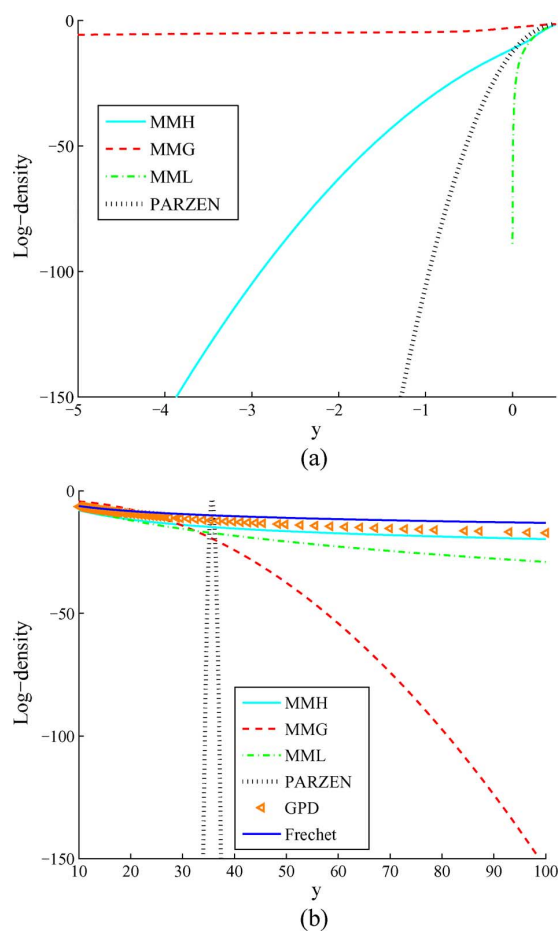 0
-50
-100
-150
Log-density
MMH
MMG
MML
PARZEN
-5 -4 -3 -2 -1 0
y
(a)
0
-50
-100
-150
Log-density
MMH
MMG
MML
PARZEN
GPD
Frechet
10 20 30 40 50 60 70 80 90 100
y
(b)